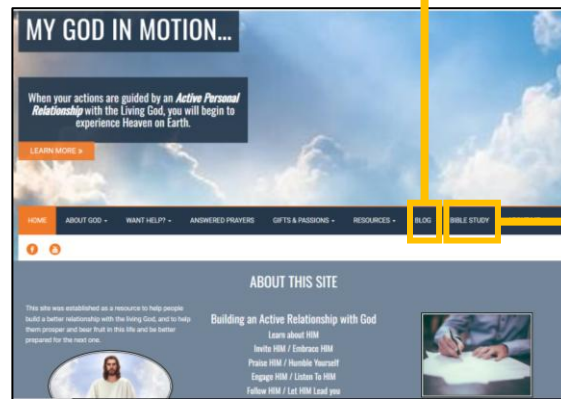 MY GOD IN MOTION...
When your actions are guided by an Active Personal
Relationship with the Living God, you will begin to
experience Heaven on Earth.
LEARN MORE »
HOME ABOUT GOD WANT HELP? ANSWERED PRAYERS GIFTS & PASSIONS RESOURCES BLOG BIBLE STUDY
ABOUT THIS SITE
This site was established as a resource to help people
build a better relationship with the living God, and to help
them prosper and bear fruit in this life and be better
prepared for the next one.
Building an Active Relationship with God
Learn about HIM
Invite HIM / Embrace HIM
Praise HIM / Humble Yourself
Engage HIM / Listen To HIM
Follow HIM / Let HIM Lead you